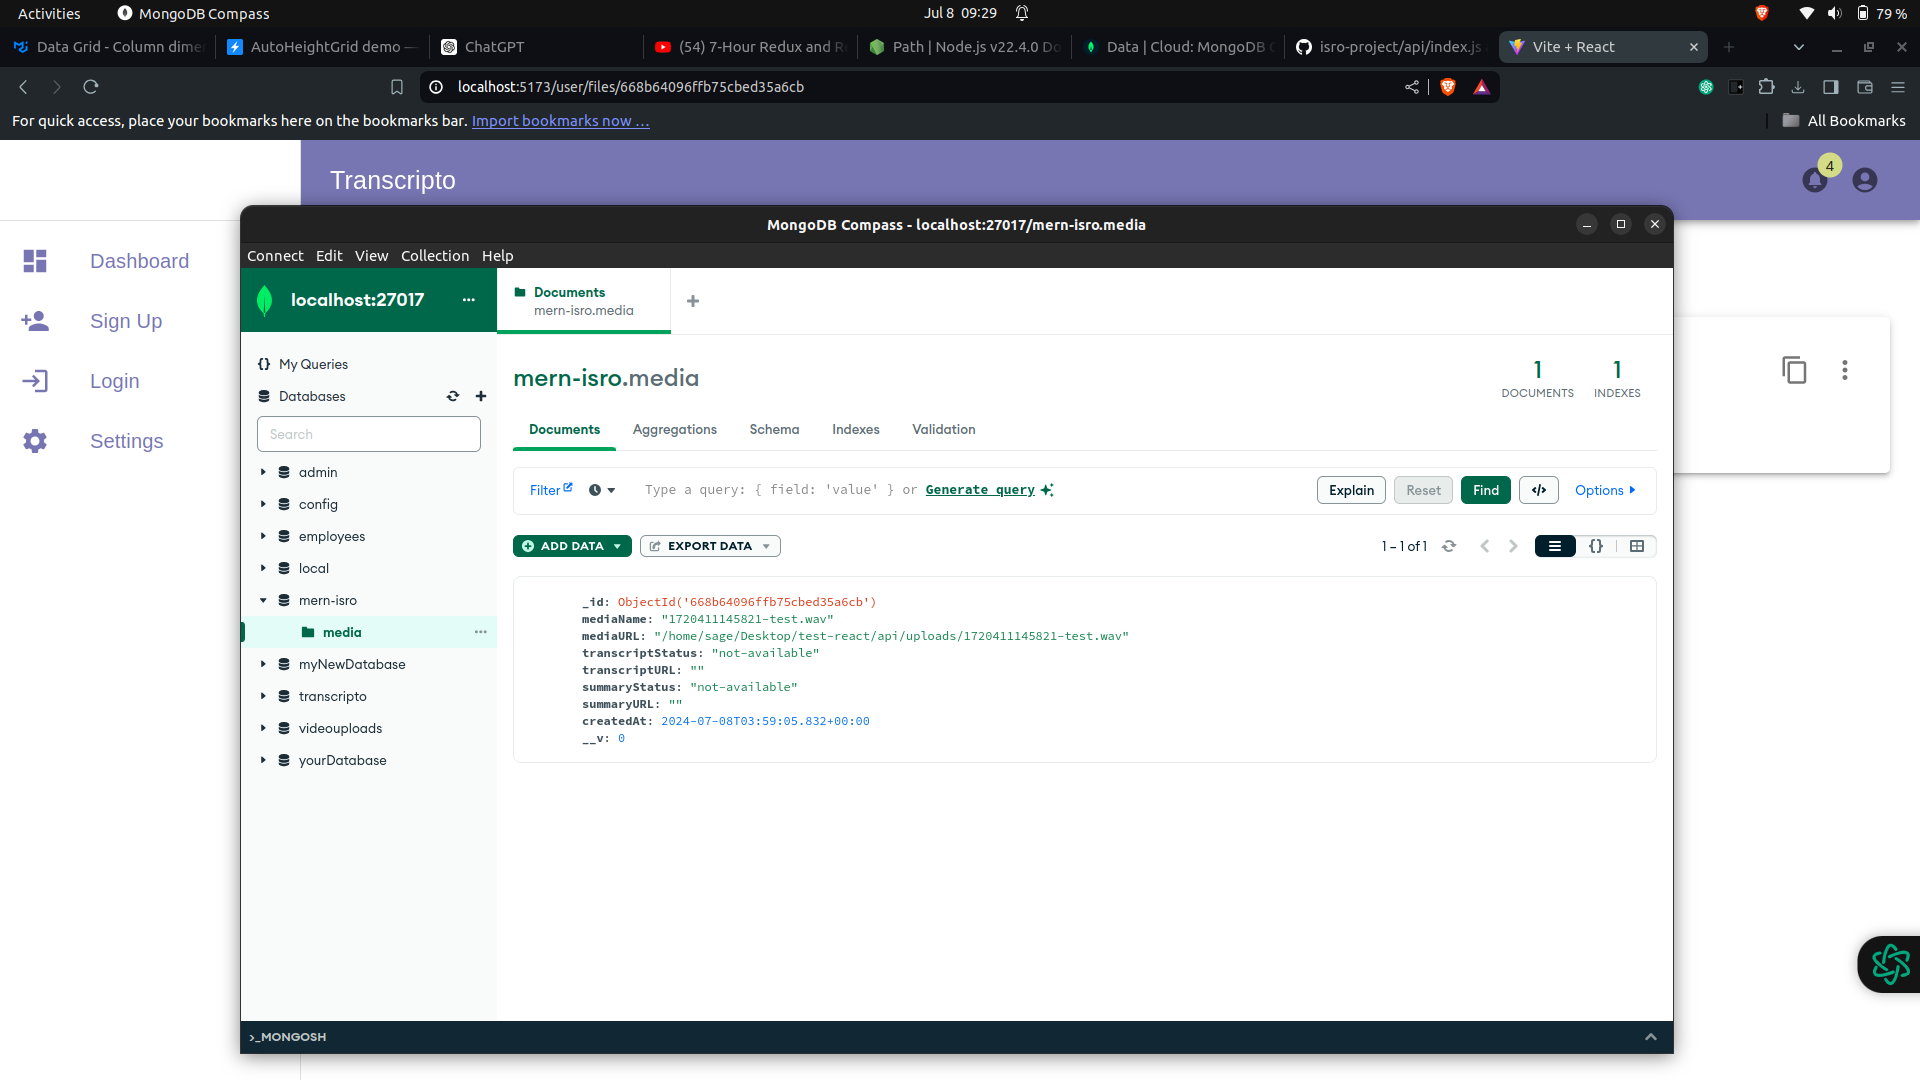 Activities
MongoDB Compass
Jul 8 09:29
79 %
Data Grid - Column dime
AutoHeightGrid demo —
ChatGPT
(54) 7-Hour Redux and Re
Path | Node.js v22.4.0 Do
Data | Cloud: MongoDB C
isro-project/api/index.js
Vite + React
localhost:5173/user/files/668b64096ffb75cbed35a6cb
For quick access, place your bookmarks here on the bookmarks bar. Import bookmarks now ...
All Bookmarks
Transcripto
4
Dashboard
Sign Up
Login
Settings
MongoDB Compass - localhost:27017/mern-isro.media
Connect Edit View Collection Help
localhost:27017
Documents
mern-isro.media
My Queries
Databases
Search
admin
config
employees
local
mern-isro
media
myNewDatabase
transcripto
videouploads
yourDatabase
mern-isro.media
1
DOCUMENTS
1
INDEXES
Documents Aggregations Schema Indexes Validation
Filter
Type a query: { field: 'value' } or Generate query
Explain Reset Find </> Options
ADD DATA
EXPORT DATA
1 – 1 of 1
{}
_id: ObjectId('668b64096ffb75cbed35a6cb')
mediaName: "1720411145821-test.wav"
mediaURL: "/home/sage/Desktop/test-react/api/uploads/1720411145821-test.wav"
transcriptStatus: "not-available"
transcriptURL: ""
summaryStatus: "not-available"
summaryURL: ""
createdAt: 2024-07-08T03:59:05.832+00:00
__v: 0
>_MONGOSH